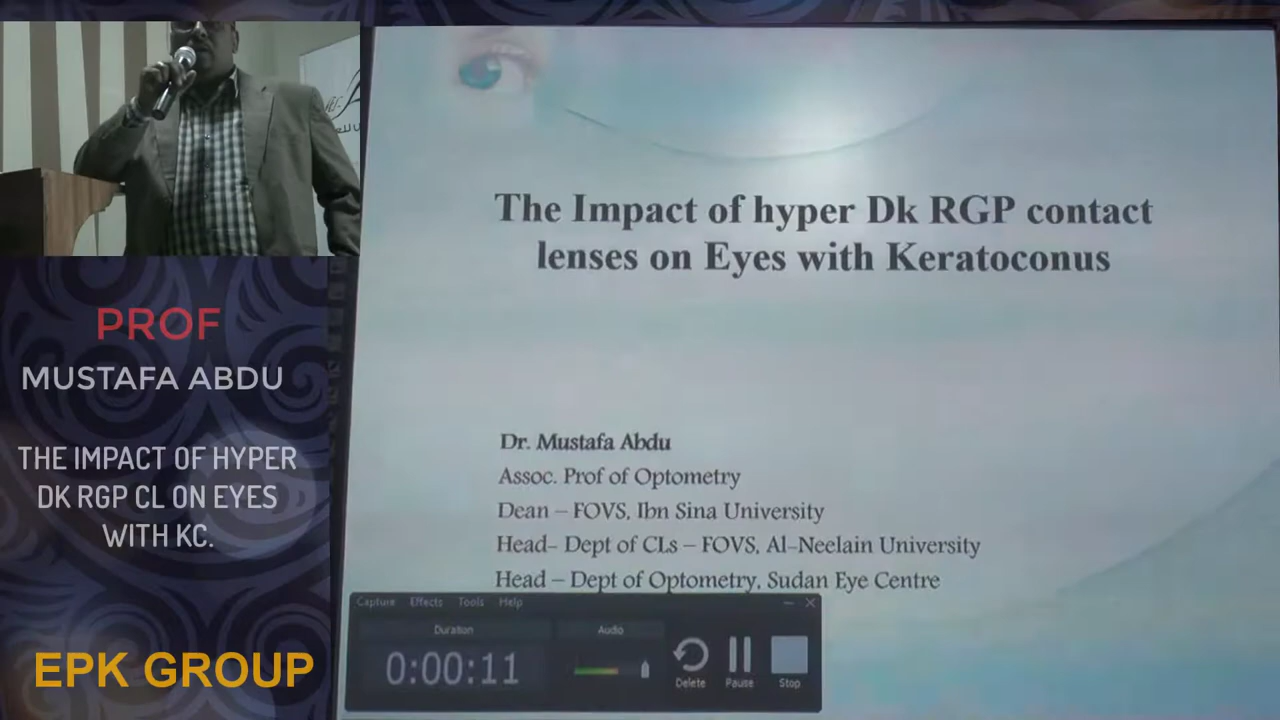 PROF
MUSTAFA ABDU
THE IMPACT OF HYPER
DK RGP CL ON EYES
WITH KC.
EPK GROUP
The Impact of hyper Dk RGP contact
lenses on Eyes with Keratoconus
Dr. Mustafa Abdu
Assoc. Prof of Optometry
Dean – FOVS, Ibn Sina University
Head- Dept of CLs – FOVS, Al-Neelain University
Head – Dept of Optometry, Sudan Eye Centre
Capture Effects Tools Help
Duration
Audio
0:00:11
Delete Pause Stop